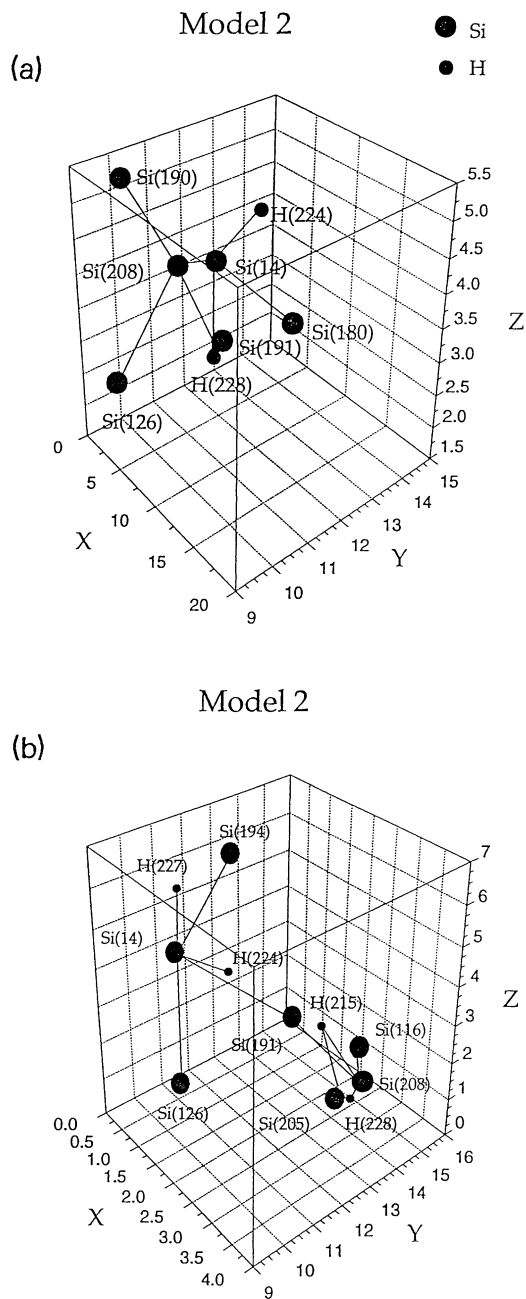 Model 2
Si
H
(a)
Si(190)
H(224)
Si(208)
Si(14)
Si(180)
Si(191)
H(228)
Si(126)
5.5
5.0
4.5
4.0
3.5
3.0
2.5
2.0
1.5
Z
0
5
10
15
20
X
9
10
11
12
13
14
15
Y
Model 2
(b)
Si(194)
H(227)
Si(14)
H(224)
H(215)
Si(191)
Si(116)
Si(208)
Si(126)
Si(205)
H(228)
7
6
5
4
3
2
1
0
Z
0.0
0.5
1.0
1.5
2.0
2.5
3.0
3.5
4.0
X
9
10
11
12
13
14
15
16
Y